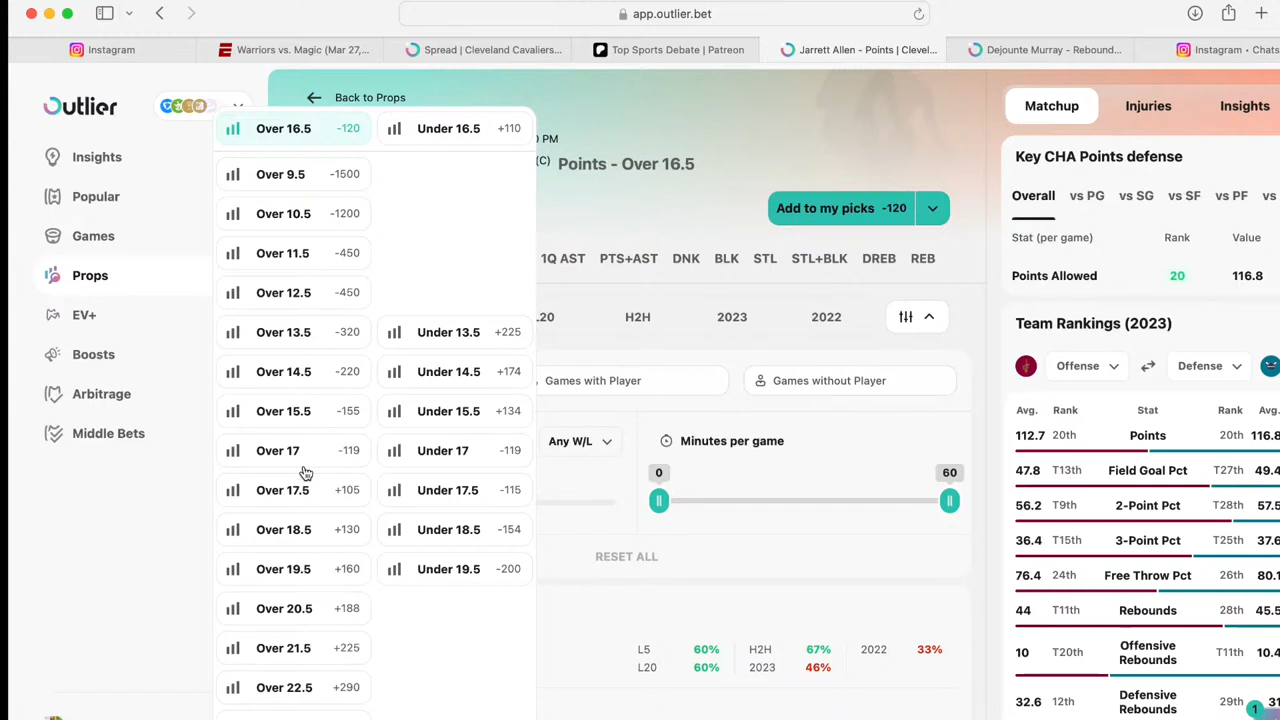 app.outlier.bet
Instagram
Warriors vs. Magic (Mar 27,...
Spread | Cleveland Cavaliers...
Top Sports Debate | Patreon
Jarrett Allen - Points | Clevel...
Dejounte Murray - Rebound...
Instagram • Chats
Outlier
Back to Props
Matchup
Injuries
Insights
Over 16.5 -120
Under 16.5 +110
0 PM
(C)
Points - Over 16.5
Insights
Popular
Games
Props
EV+
Boosts
Arbitrage
Middle Bets
Over 9.5 -1500
Over 10.5 -1200
Over 11.5 -450
Over 12.5 -450
Over 13.5 -320
Under 13.5 +225
Over 14.5 -220
Under 14.5 +174
Over 15.5 -155
Under 15.5 +134
Over 17 -119
Under 17 -119
Over 17.5 +105
Under 17.5 -115
Over 18.5 +130
Under 18.5 -154
Over 19.5 +160
Under 19.5 -200
Over 20.5 +188
Over 21.5 +225
Over 22.5 +290
Add to my picks -120
1Q AST PTS+AST DNK BLK STL STL+BLK DREB REB
.20 H2H 2023 2022
Games with Player
Games without Player
Any W/L
Minutes per game
0
60
RESET ALL
L5 60% H2H 67% 2022 33%
L20 60% 2023 46%
Key CHA Points defense
Overall vs PG vs SG vs SF vs PF vs
Stat (per game) Rank Value
Points Allowed 20 116.8
Team Rankings (2023)
Offense
Defense
Avg. Rank Stat Rank Avg.
112.7 20th Points 20th 116.8
47.8 T13th Field Goal Pct T27th 49.4
56.2 T9th 2-Point Pct T28th 57.5
36.4 T15th 3-Point Pct T25th 37.6
76.4 24th Free Throw Pct 26th 80.1
44 T11th Rebounds 28th 45.5
10 T20th Offensive Rebounds T11th 10.4
32.6 12th Defensive Rebounds 29th 31
1